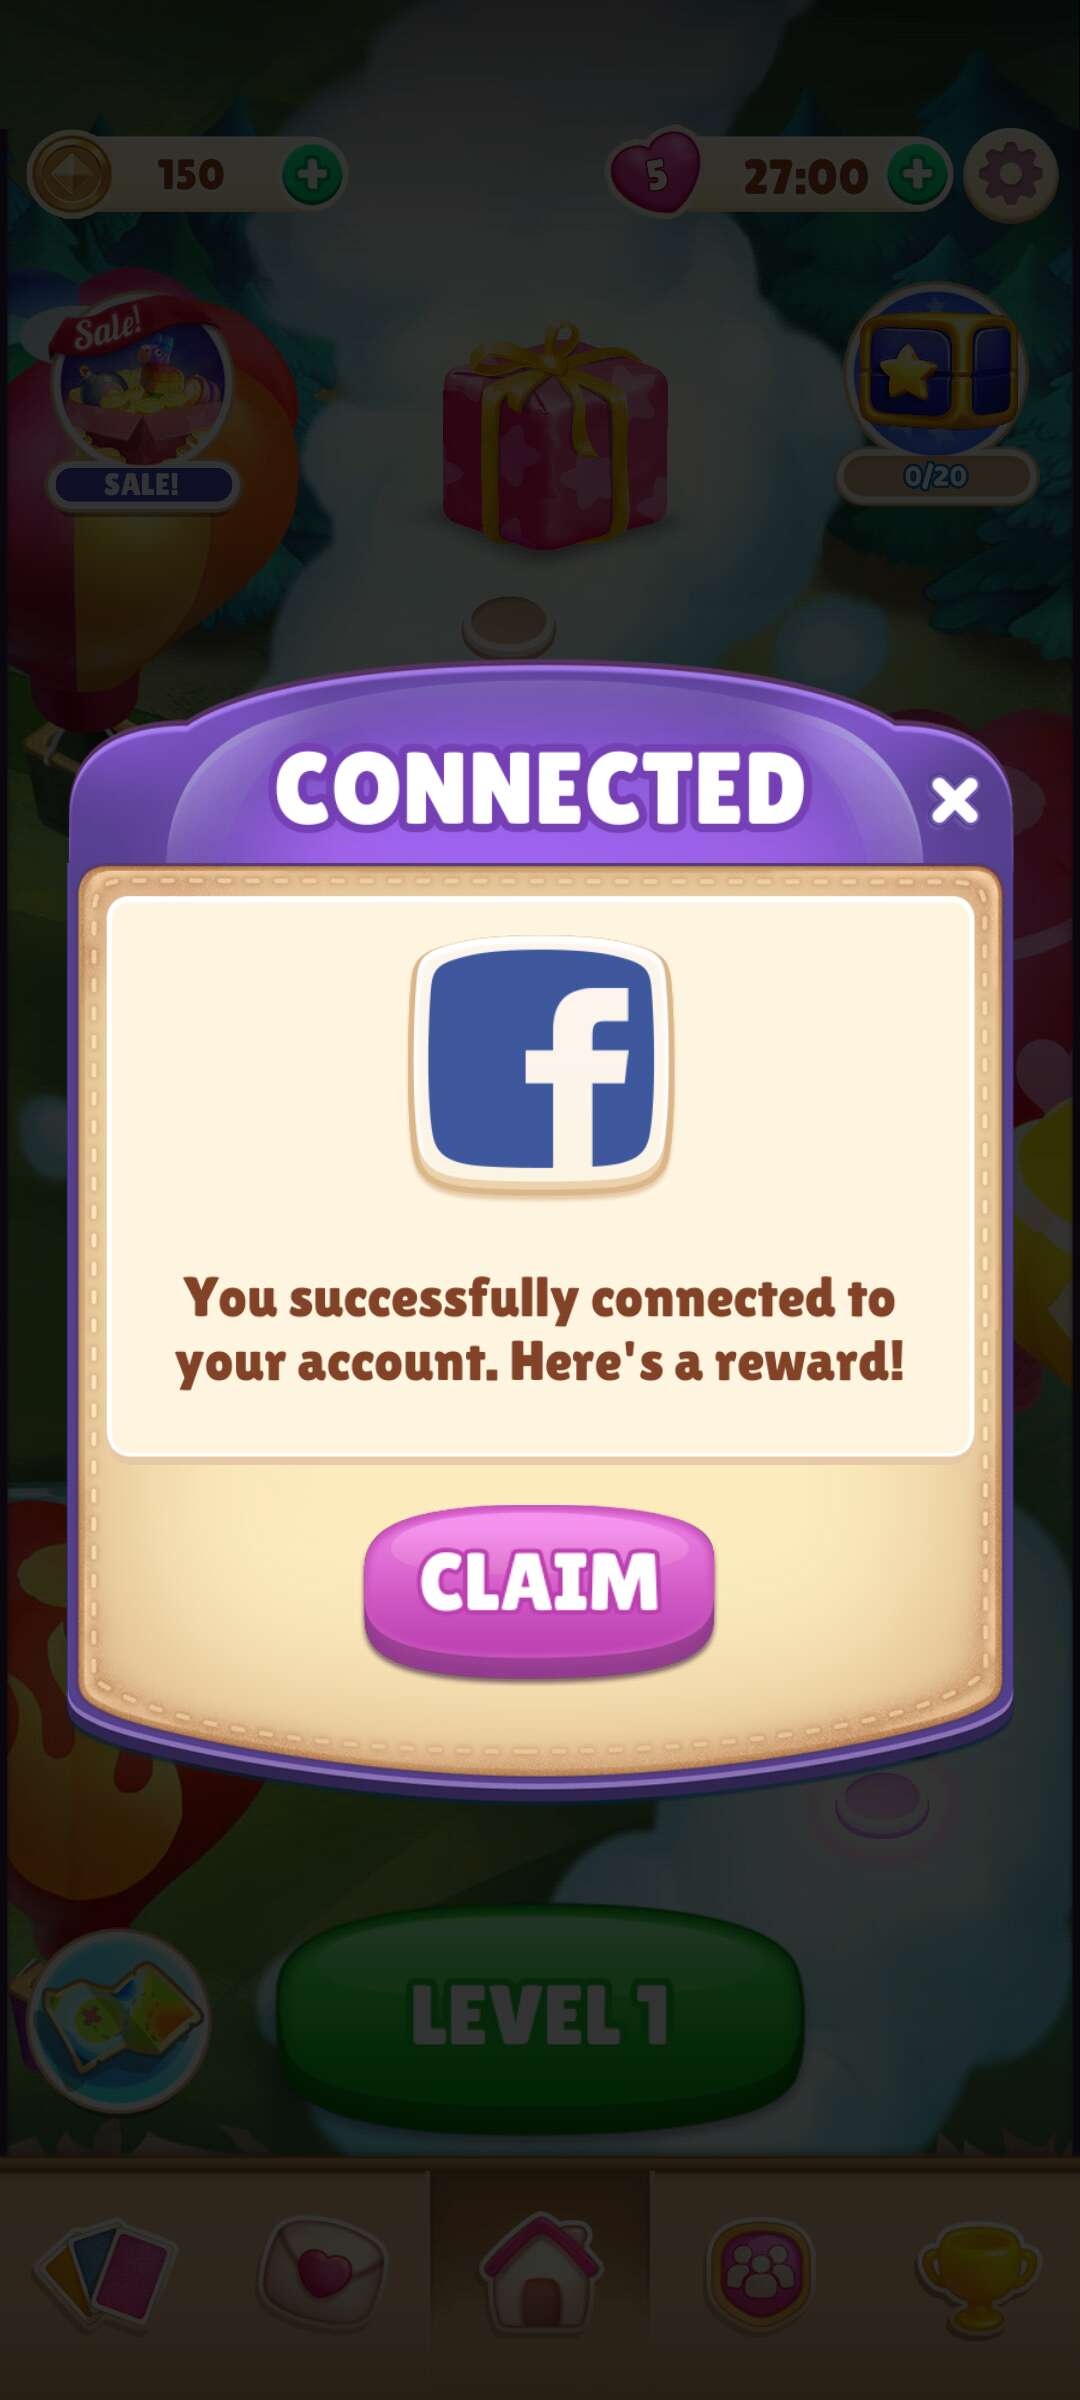 150
5
27:00
Sale!
SALE!
0/20
CONNECTED
f
You successfully connected to
your account. Here's a reward!
CLAIM
LEVEL 1